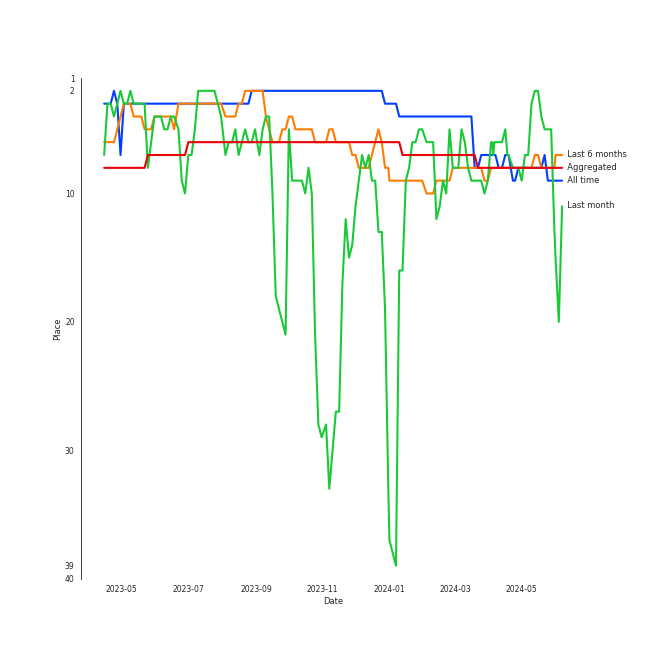 1
2
10
20
30
39
40
Place
Last 6 months
Aggregated
All time
Last month
2023-05
2023-07
2023-09
2023-11
2024-01
2024-03
2024-05
Date